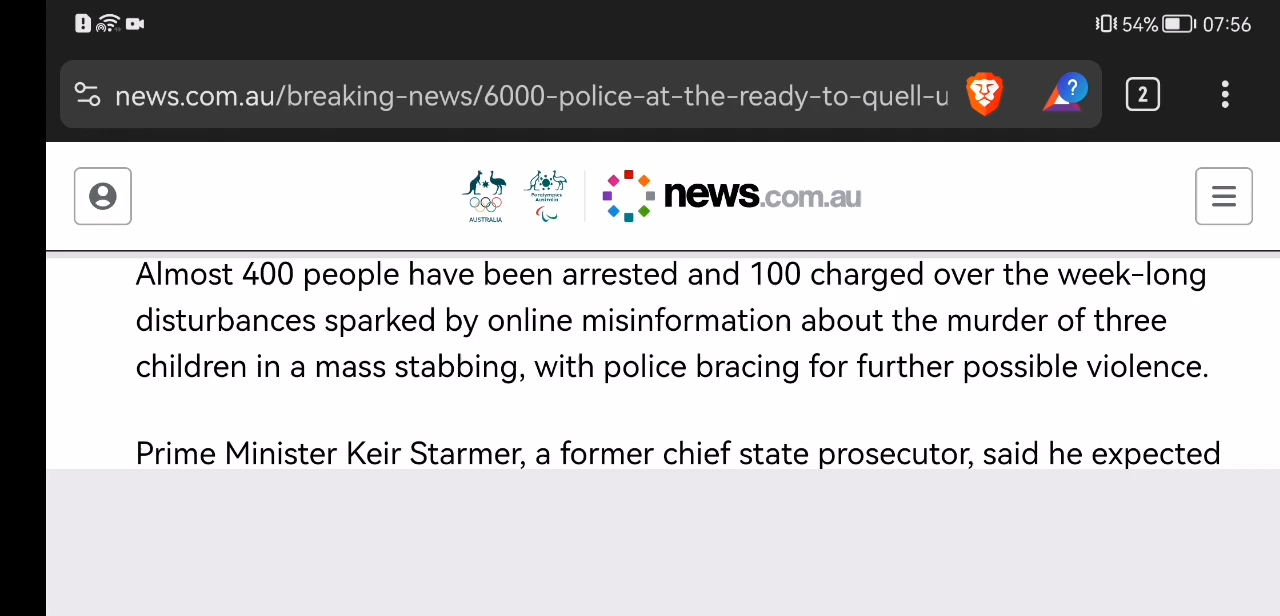 54% 07:56
news.com.au/breaking-news/6000-police-at-the-ready-to-quell-u
2
AUSTRALIA
Paralympics
Australia
news.com.au
Almost 400 people have been arrested and 100 charged over the week-long
disturbances sparked by online misinformation about the murder of three
children in a mass stabbing, with police bracing for further possible violence.
Prime Minister Keir Starmer, a former chief state prosecutor, said he expected